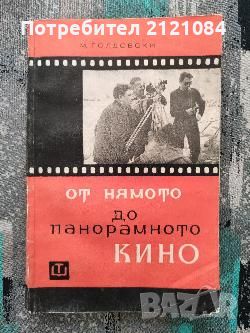 Потребител 2121084
М. ГОЛДОВСКИ
ОТ НЯМОТО
ДО
ПАНОРАМНОТО
КИНО
Bazar